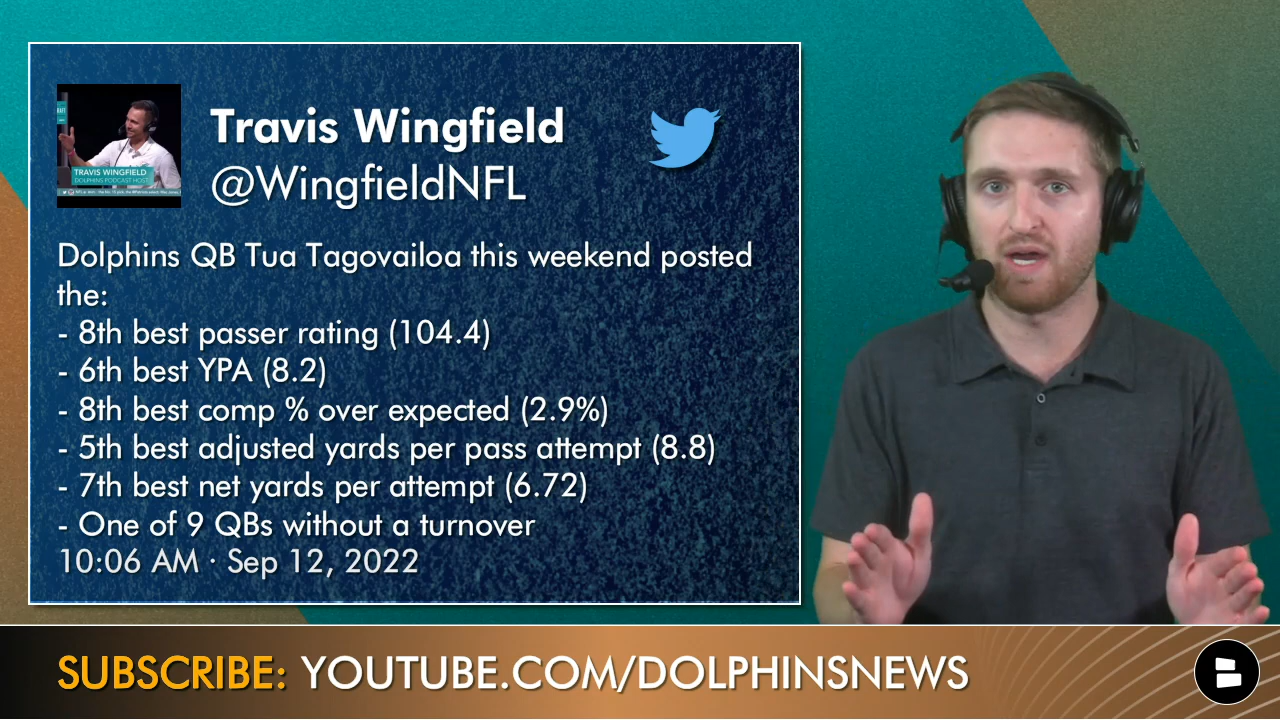 Travis Wingfield
@WingfieldNFL
TRAVIS WINGFIELD
DOLPHINS PODCAST HOST
Dolphins QB Tua Tagovailoa this weekend posted
the:
- 8th best passer rating (104.4)
- 6th best YPA (8.2)
- 8th best comp % over expected (2.9%)
- 5th best adjusted yards per pass attempt (8.8)
- 7th best net yards per attempt (6.72)
- One of 9 QBs without a turnover
10:06 AM · Sep 12, 2022
SUBSCRIBE: YOUTUBE.COM/DOLPHINSNEWS